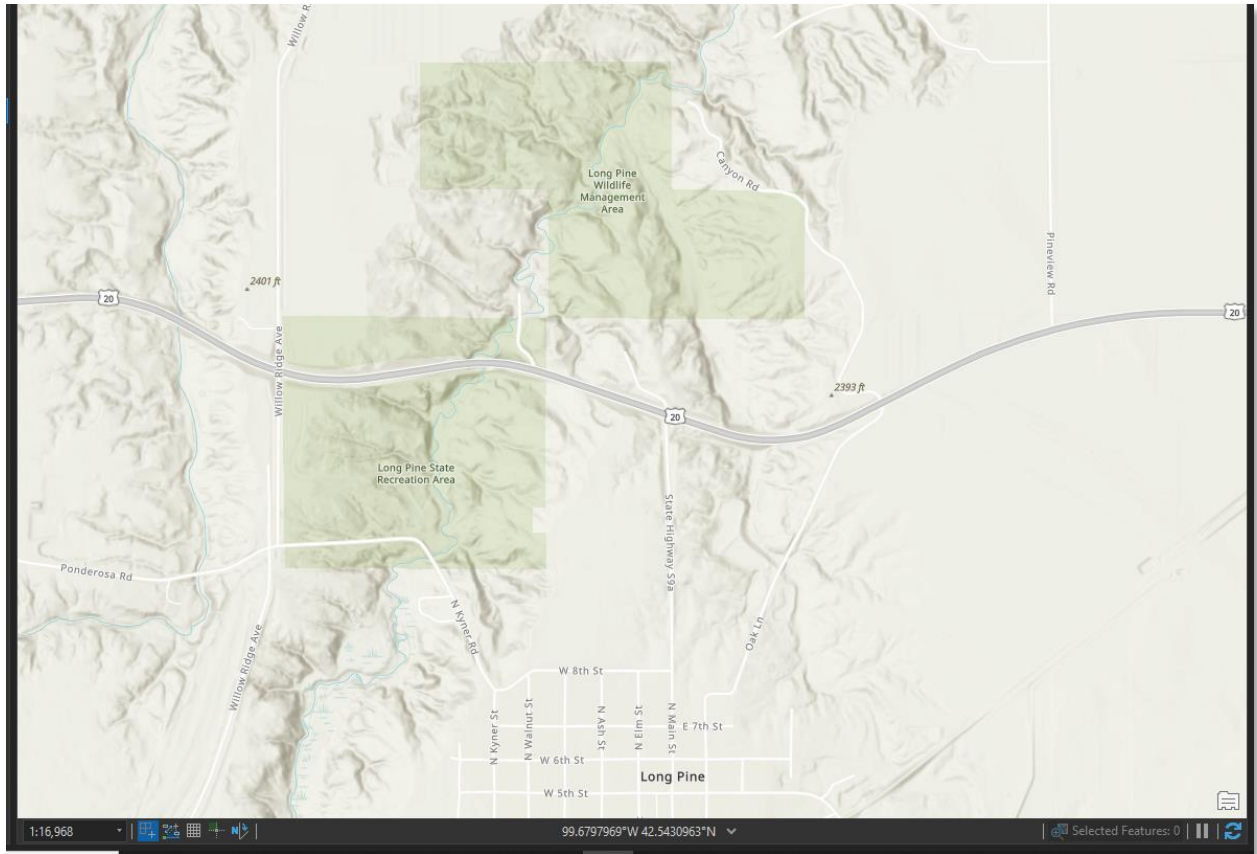 Willow R
Long Pine
Wildlife
Management
Area
Canyon Rd
Pineview Rd
2401 ft
20
20
Willow Ridge Ave
2393 ft
20
Long Pine State
Recreation Area
State Highway S9a
Ponderosa Rd
N Kyner Rd
Oak Ln
Willow Ridge Ave
W 8th St
N Kyner St
N Walnut St
N Ash St
N Elm St
N Main St
E 7th St
W 6th St
Long Pine
W 5th St
1:16,968
N
99.6797969°W 42.5430963°N
Selected Features: 0